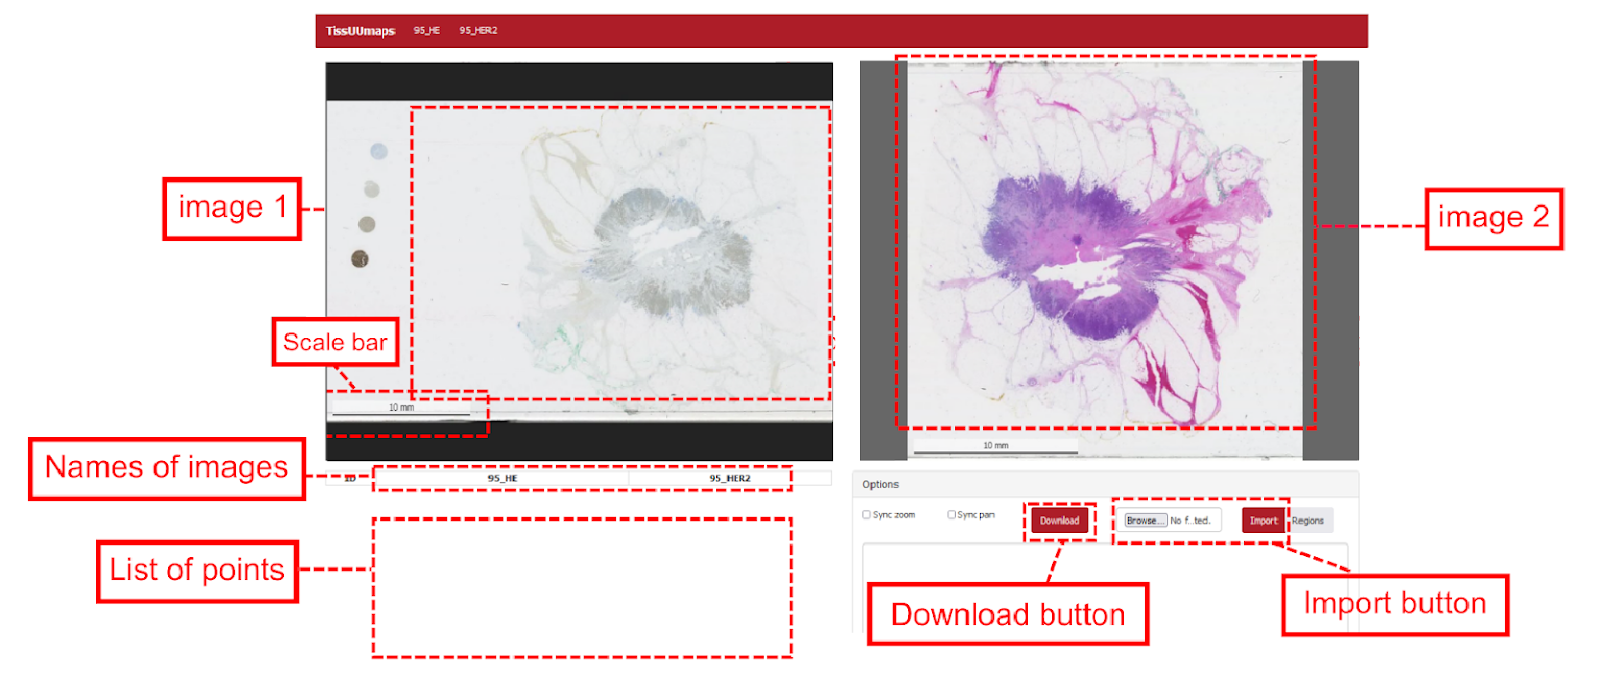 TissUUmaps 95_HE 95_HER2
image 1
image 2
Scale bar
10 mm
10 mm
Names of images
ID 95_HE 95_HER2
Options
Sync zoom Sync pan Download Browse... No f...ted. Import Regions
List of points
Download button
Import button